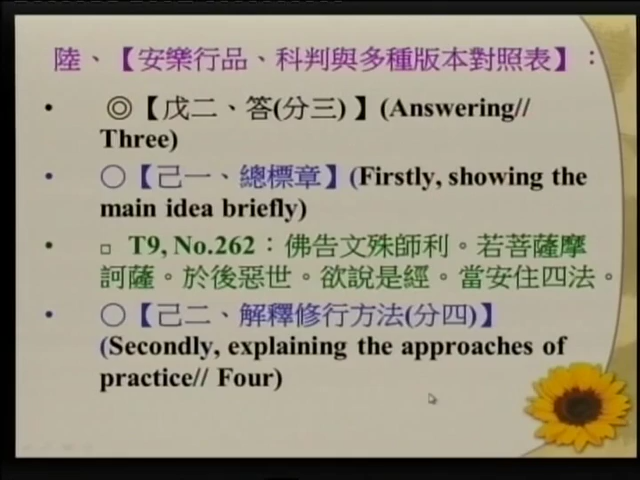 陸、【安樂行品、科判與多種版本對照表】：
• ◎【戊二、答(分三) 】(Answering//
Three)
• ○【己一、總標章】(Firstly, showing the
main idea briefly)
• □ T9, No.262：佛告文殊師利。若菩薩摩
訶薩。於後惡世。欲說是經。當安住四法。
• ○【己二、解釋修行方法(分四)】
(Secondly, explaining the approaches of
practice// Four)